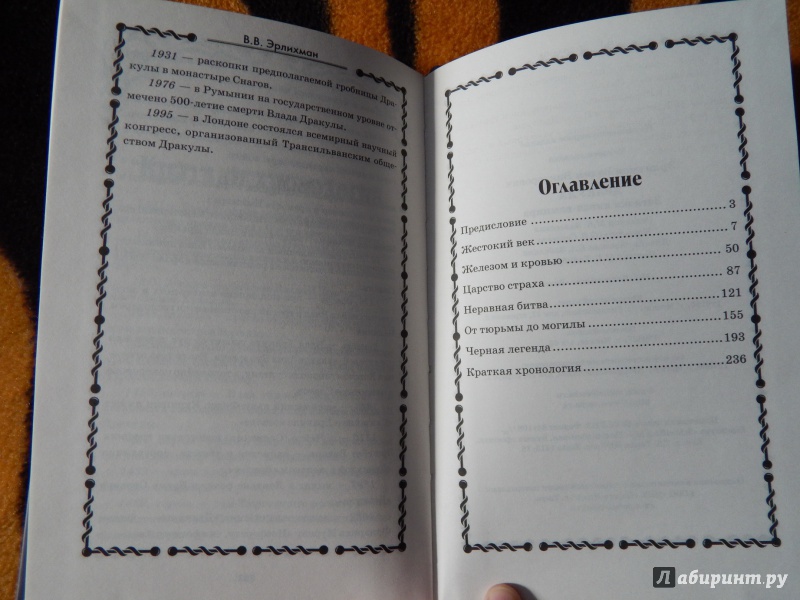 В.В. Эрлихман
1931 — раскопки предполагаемой гробницы Дра-
кулы в монастыре Снагов.
1976 — в Румынии на государственном уровне от-
мечено 500-летие смерти Влада Дракулы.
1995 — в Лондоне состоялся всемирный научный
конгресс, организованный Трансильванским обще-
ством Дракулы.
Оглавление
Предисловие 3
Жестокий век 7
Железом и кровью 50
Царство страха 87
Неравная битва 121
От тюрьмы до могилы 155
Черная легенда 193
Краткая хронология 236
Лабиринт.ру